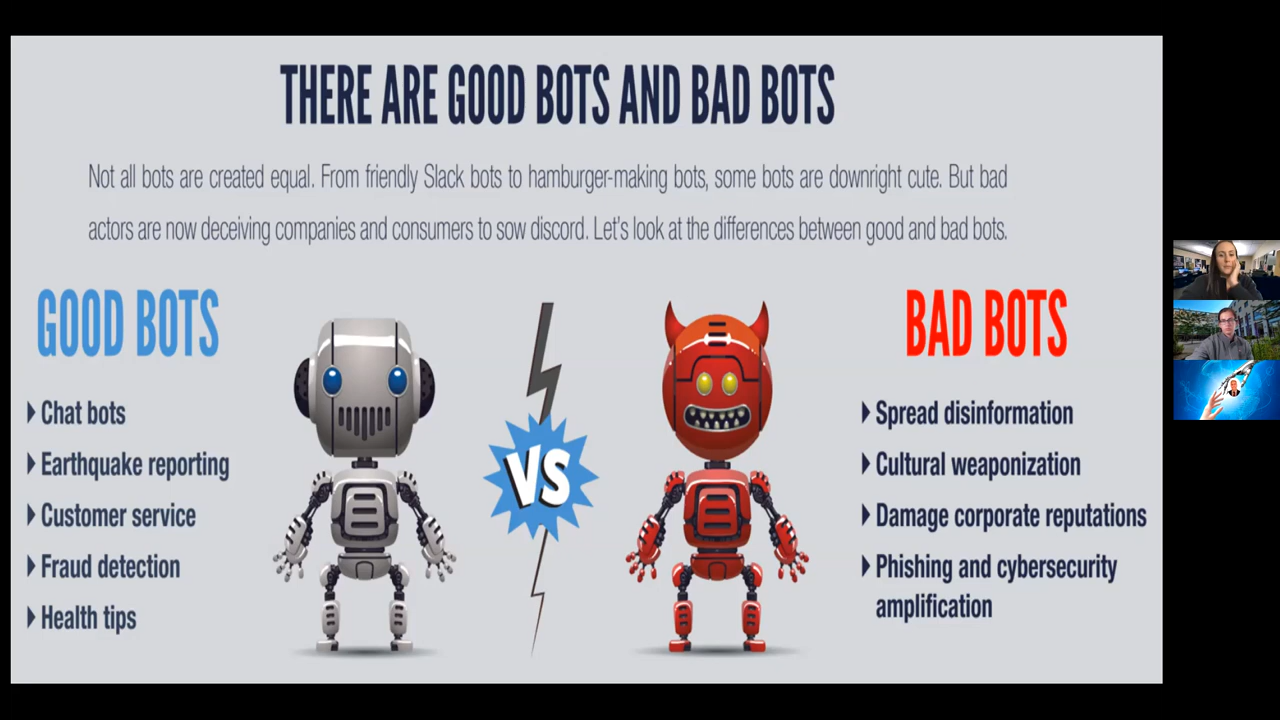 THERE ARE GOOD BOTS AND BAD BOTS
Not all bots are created equal. From friendly Slack bots to hamburger-making bots, some bots are downright cute. But bad
actors are now deceiving companies and consumers to sow discord. Let's look at the differences between good and bad bots.
GOOD BOTS
Chat bots
Earthquake reporting
Customer service
Fraud detection
Health tips
VS
BAD BOTS
Spread disinformation
Cultural weaponization
Damage corporate reputations
Phishing and cybersecurity
amplification